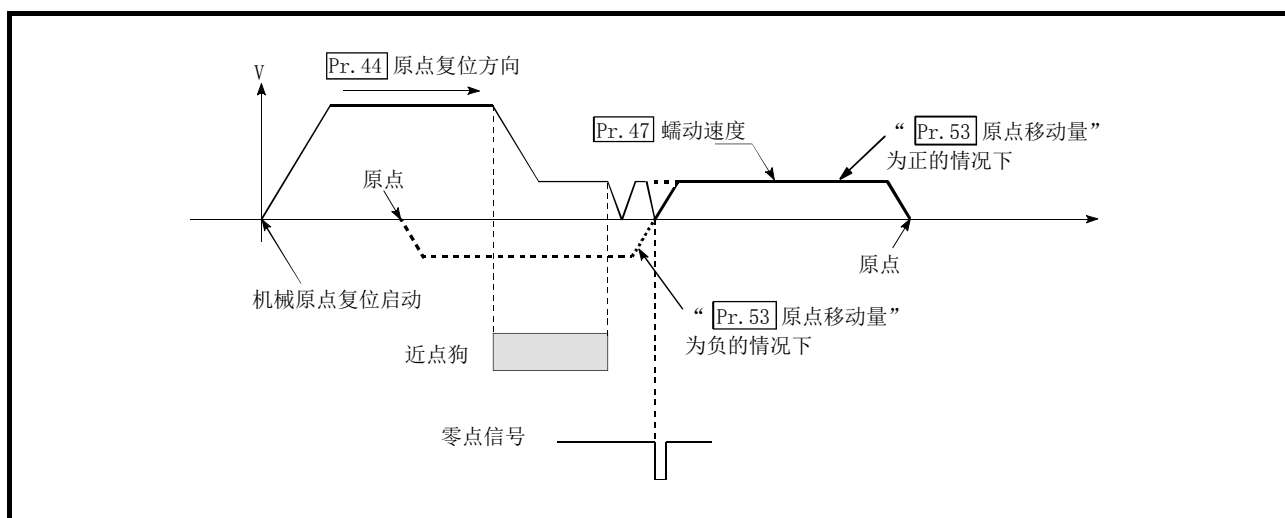 Pr. 44 原点复位方向
V
Pr. 47 蠕动速度
“ Pr. 53 原点移动量”
为正的情况下
原点
原点
机械原点复位启动
“ Pr. 53 原点移动量”
为负的情况下
近点狗
零点信号